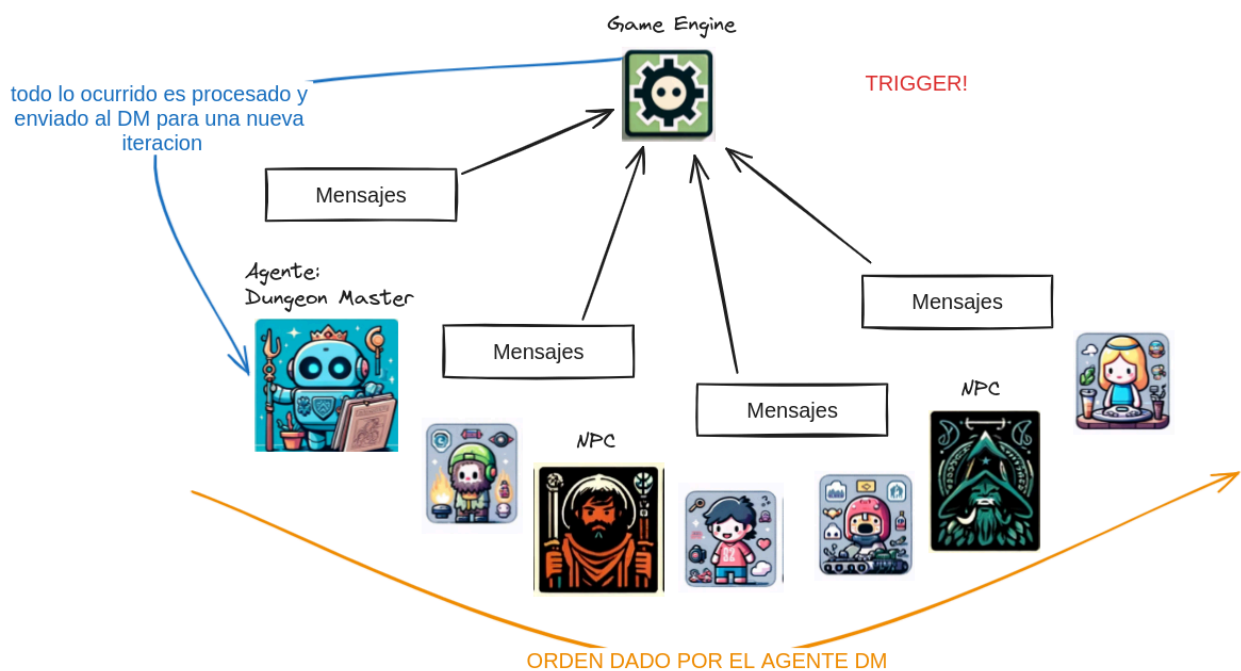 Game Engine
TRIGGER!
todo lo ocurrido es procesado y
enviado al DM para una nueva
iteracion
Mensajes
Agente:
Dungeon Master
Mensajes
Mensajes
Mensajes
NPC
NPC
ORDEN DADO POR EL AGENTE DM